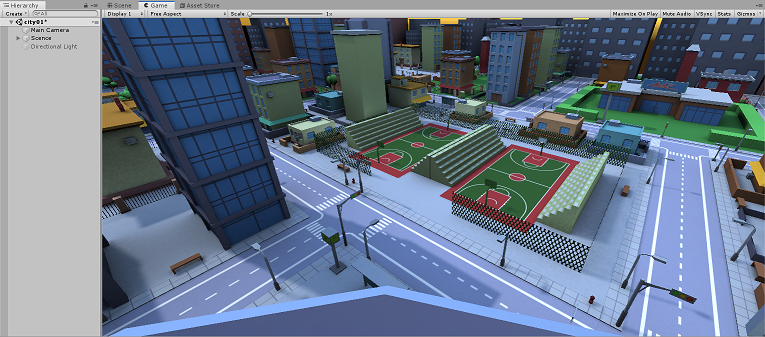 Hierarchy
Create
All
city01*
Main Camera
Scence
Directional Light
Scene
Game
Asset Store
Display 1
Free Aspect
Scale
1x
Maximize On Play
Mute Audio
VSync
Stats
Gizmos